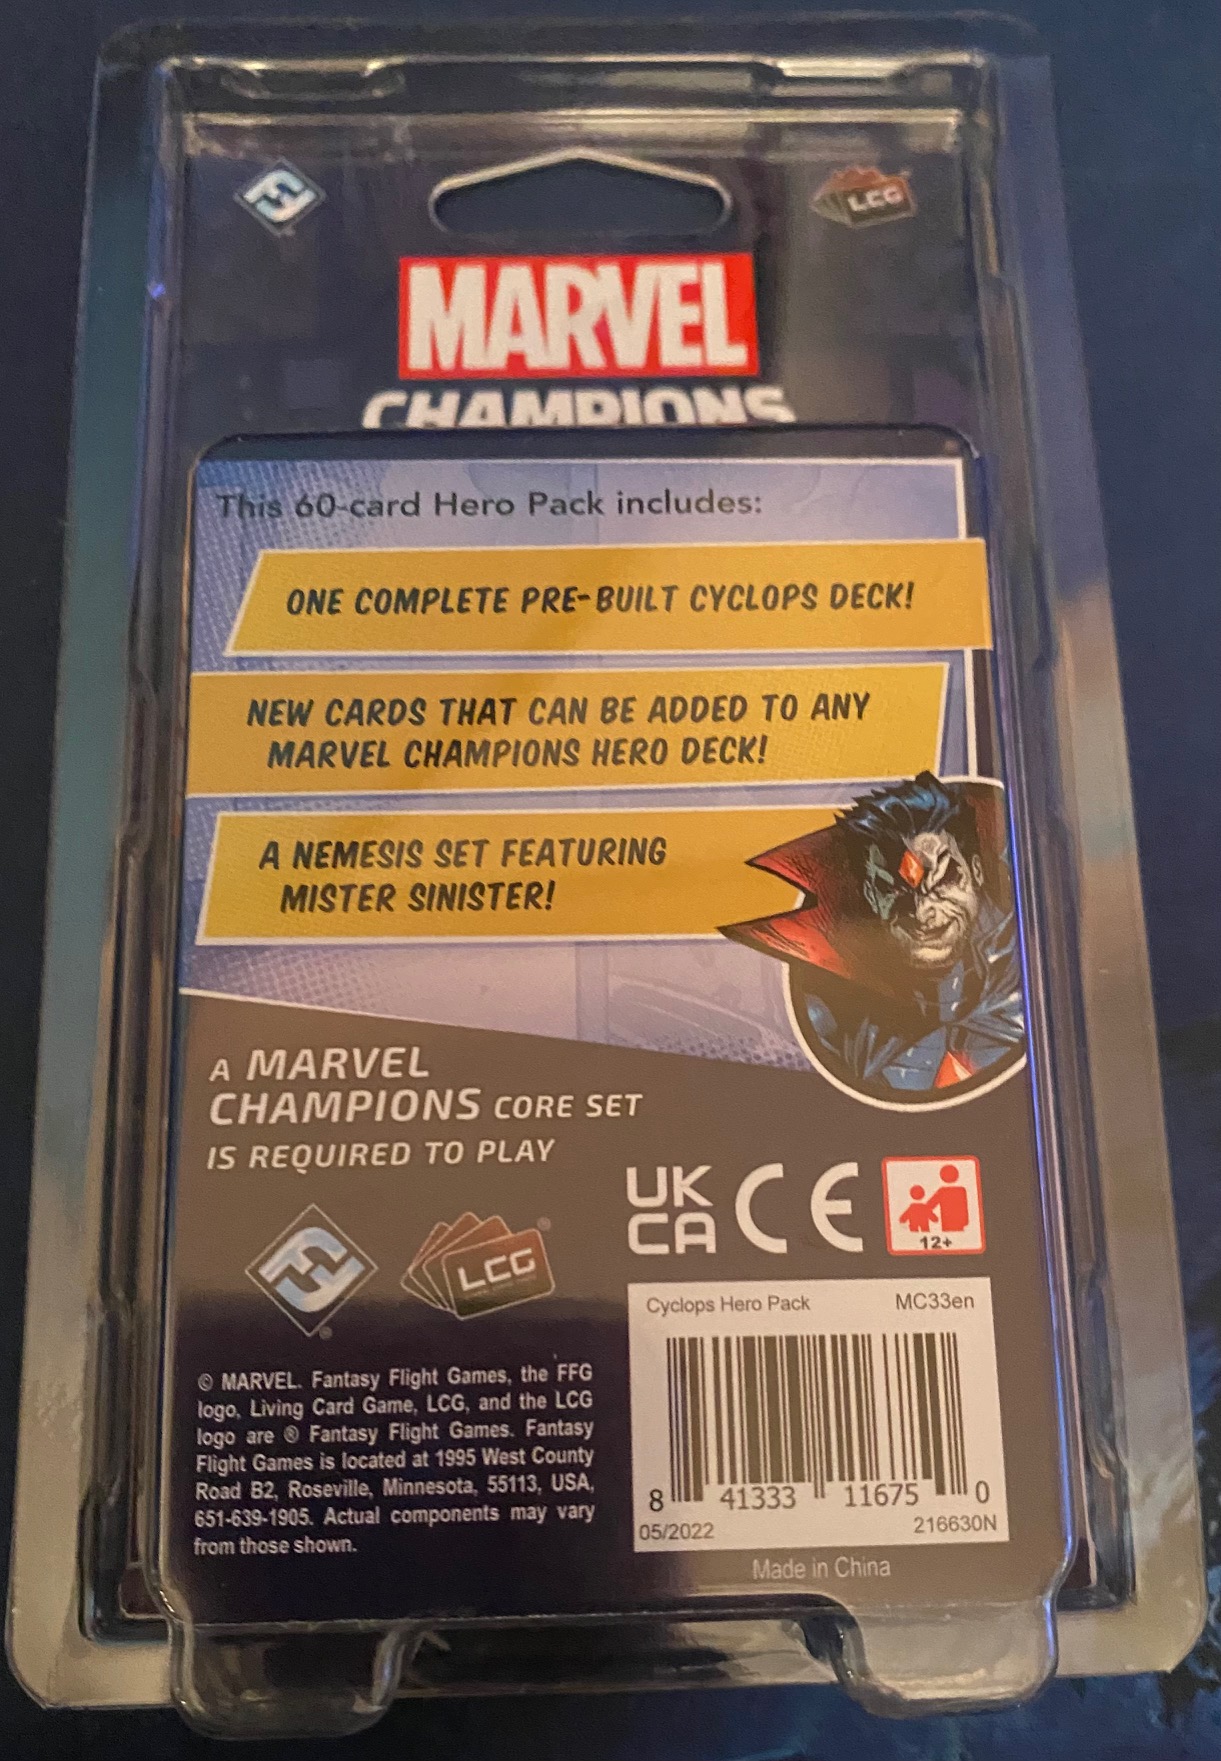 LCG
MARVEL
CHAMPIONS
This 60-card Hero Pack includes:
ONE COMPLETE PRE-BUILT CYCLOPS DECK!
NEW CARDS THAT CAN BE ADDED TO ANY
MARVEL CHAMPIONS HERO DECK!
A NEMESIS SET FEATURING
MISTER SINISTER!
A MARVEL
CHAMPIONS CORE SET
IS REQUIRED TO PLAY
UK
CA CE
12+
LCG®
Cyclops Hero Pack MC33en
8 41333 11675 0
05/2022 216630N
Made in China
© MARVEL. Fantasy Flight Games, the FFG
logo, Living Card Game, LCG, and the LCG
logo are ® Fantasy Flight Games. Fantasy
Flight Games is located at 1995 West County
Road B2, Roseville, Minnesota, 55113, USA,
651-639-1905. Actual components may vary
from those shown.